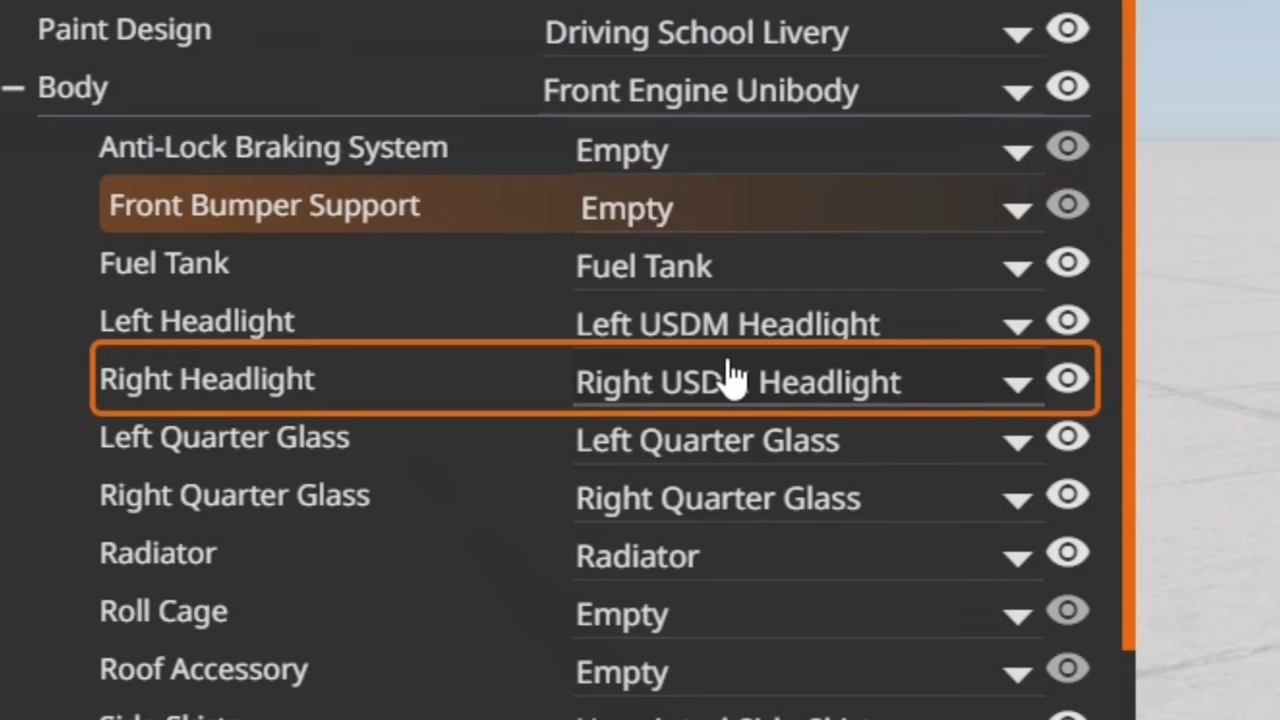 Paint Design Driving School Livery
Body Front Engine Unibody
Anti-Lock Braking System Empty
Front Bumper Support Empty
Fuel Tank Fuel Tank
Left Headlight Left USDM Headlight
Right Headlight Right Headlight
Left Quarter Glass Left Quarter Glass
Right Quarter Glass Right Quarter Glass
Radiator Radiator
Roll Cage Empty
Roof Accessory Empty